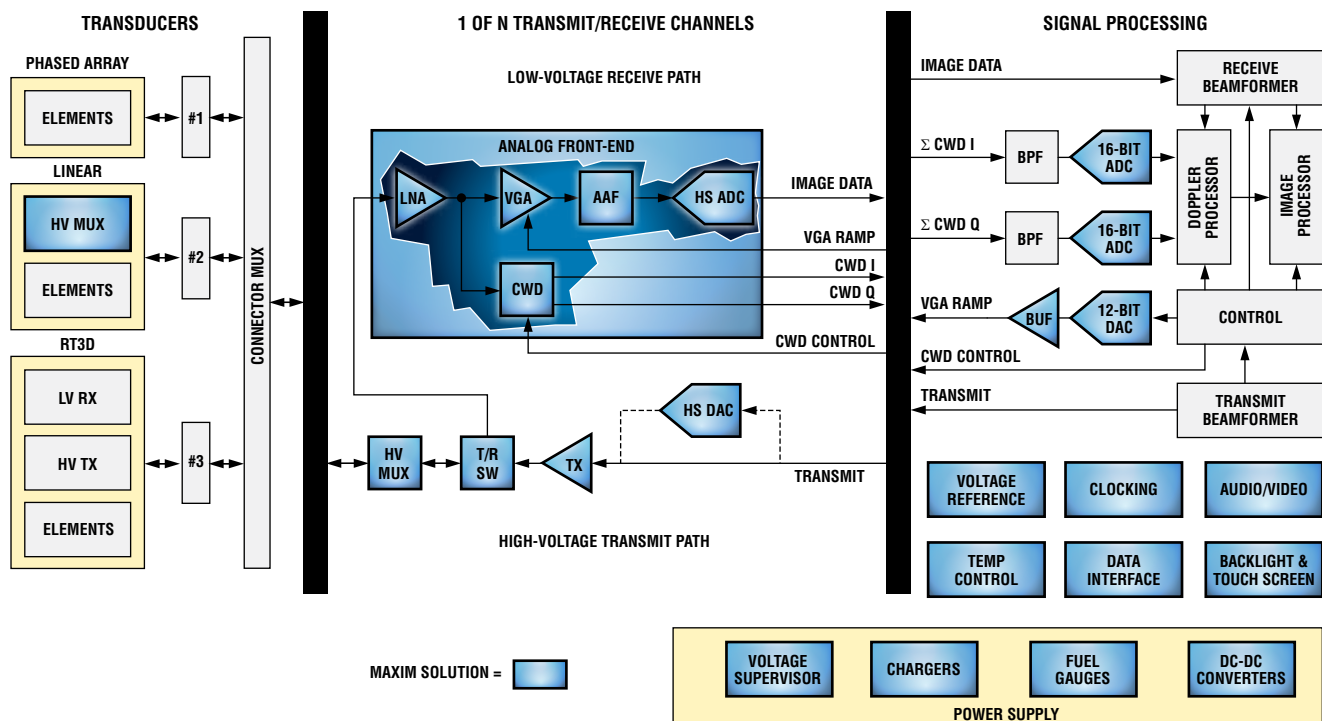 TRANSDUCERS
PHASED ARRAY
ELEMENTS
#1
LINEAR
HV MUX
ELEMENTS
#2
RT3D
LV RX
HV TX
ELEMENTS
#3
CONNECTOR MUX
1 OF N TRANSMIT/RECEIVE CHANNELS
LOW-VOLTAGE RECEIVE PATH
ANALOG FRONT-END
LNA
VGA
AAF
HS ADC
CWD
IMAGE DATA
VGA RAMP
CWD I
CWD Q
CWD CONTROL
HS DAC
HV
MUX
T/R
SW
TX
TRANSMIT
HIGH-VOLTAGE TRANSMIT PATH
SIGNAL PROCESSING
IMAGE DATA
RECEIVE
BEAMFORMER
Σ CWD I
BPF
16-BIT
ADC
Σ CWD Q
BPF
16-BIT
ADC
DOPPLER
PROCESSOR
IMAGE
PROCESSOR
VGA RAMP
BUF
12-BIT
DAC
CONTROL
CWD CONTROL
TRANSMIT
TRANSMIT
BEAMFORMER
VOLTAGE
REFERENCE
CLOCKING
AUDIO/VIDEO
TEMP
CONTROL
DATA
INTERFACE
BACKLIGHT &
TOUCH SCREEN
MAXIM SOLUTION =
VOLTAGE
SUPERVISOR
CHARGERS
FUEL
GAUGES
DC-DC
CONVERTERS
POWER SUPPLY